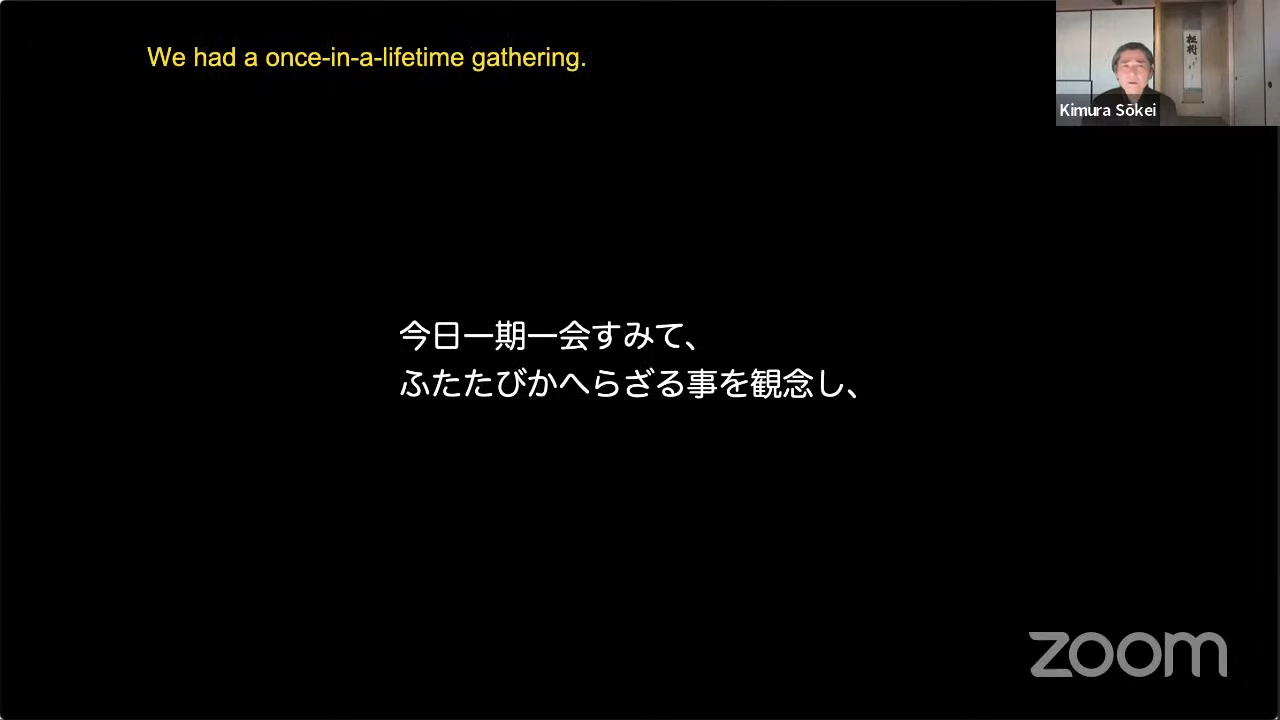 We had a once-in-a-lifetime gathering.
Kimura Sōkei
今日一期一会すみて、
ふたたびかへらざる事を観念し、
zoom